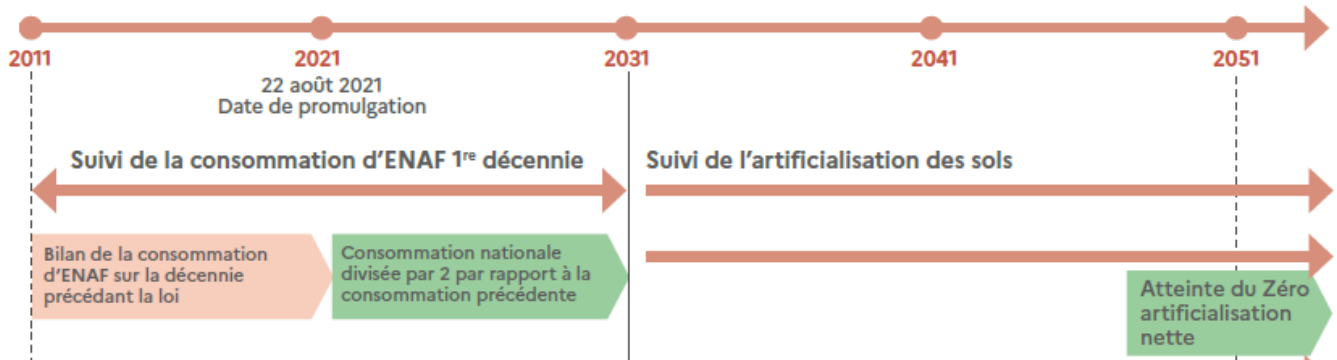 2011
2021
2031
2041
2051
22 août 2021
Date de promulgation
Suivi de la consommation d’ENAF 1re décennie
Suivi de l’artificialisation des sols
Bilan de la consommation
d’ENAF sur la décennie
précédant la loi
Consommation nationale
divisée par 2 par rapport à la
consommation précédente
Atteinte du Zéro
artificialisation
nette